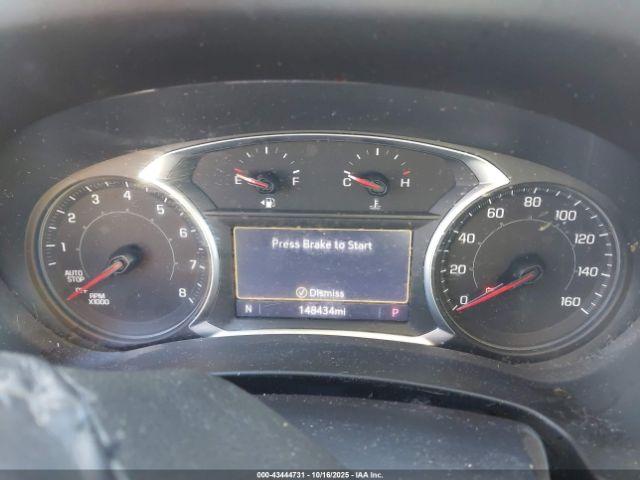 E F
C H
1 2 3 4 5 6 7 8
AUTO
STOP
RPM
X1000
Press Brake to Start
Dismiss
N 148434mi P
0 20 40 60 80 100 120 140 160
000-43444731 - 10/16/2025 - IAA Inc.